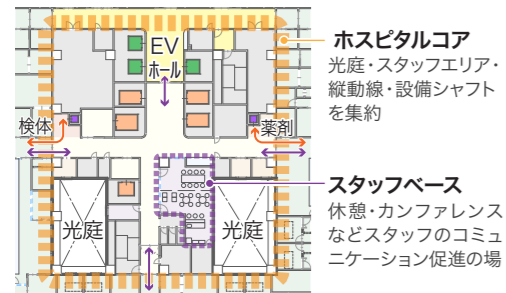 EV
ホール
検体
薬剤
光庭
光庭
ホスピタルコア
光庭・スタッフエリア・
縦動線・設備シャフト
を集約
スタッフベース
休憩・カンファレンス
などスタッフのコミュ
ニケーション促進の場